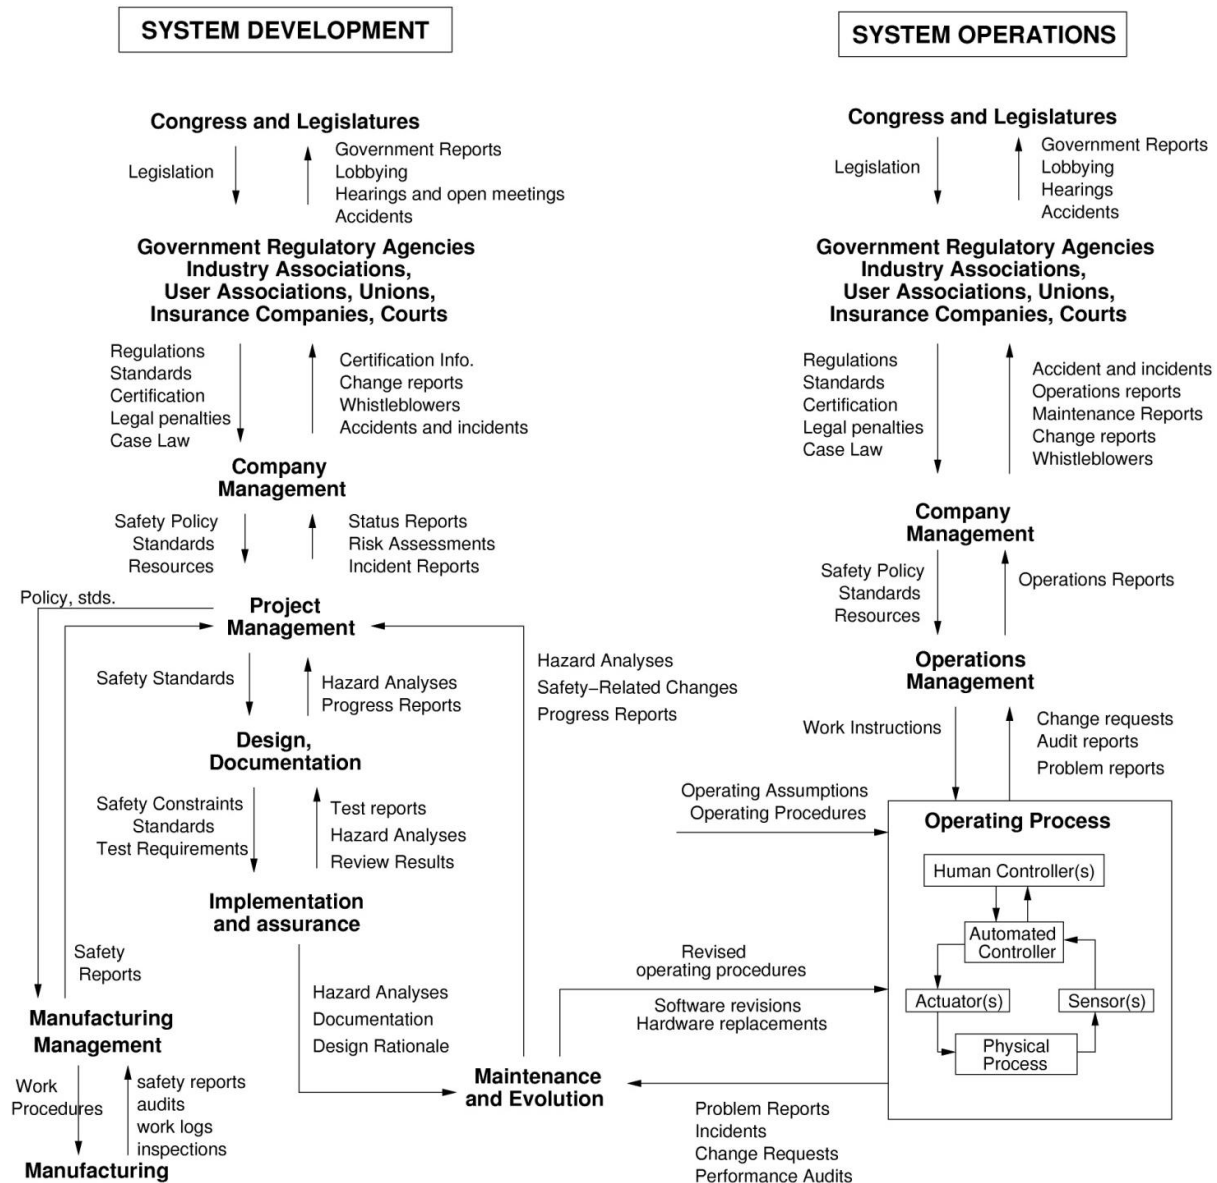 SYSTEM DEVELOPMENT
Congress and Legislatures
Legislation
Government Reports
Lobbying
Hearings and open meetings
Accidents
Government Regulatory Agencies
Industry Associations,
User Associations, Unions,
Insurance Companies, Courts
Regulations
Standards
Certification
Legal penalties
Case Law
Certification Info.
Change reports
Whistleblowers
Accidents and incidents
Company
Management
Safety Policy
Standards
Resources
Status Reports
Risk Assessments
Incident Reports
Policy, stds.
Project
Management
Safety Standards
Hazard Analyses
Progress Reports
Hazard Analyses
Safety−Related Changes
Progress Reports
Design,
Documentation
Safety Constraints
Standards
Test Requirements
Test reports
Hazard Analyses
Review Results
Implementation
and assurance
Safety
Reports
Hazard Analyses
Documentation
Design Rationale
Manufacturing
Management
Work
Procedures
safety reports
audits
work logs
inspections
Manufacturing
Maintenance
and Evolution
SYSTEM OPERATIONS
Congress and Legislatures
Legislation
Government Reports
Lobbying
Hearings
Accidents
Government Regulatory Agencies
Industry Associations,
User Associations, Unions,
Insurance Companies, Courts
Regulations
Standards
Certification
Legal penalties
Case Law
Accident and incidents
Operations reports
Maintenance Reports
Change reports
Whistleblowers
Company
Management
Safety Policy
Standards
Resources
Operations Reports
Operations
Management
Work Instructions
Change requests
Audit reports
Problem reports
Operating Assumptions
Operating Procedures
Operating Process
Human Controller(s)
Automated
Controller
Actuator(s)
Sensor(s)
Physical
Process
Revised
operating procedures
Software revisions
Hardware replacements
Problem Reports
Incidents
Change Requests
Performance Audits